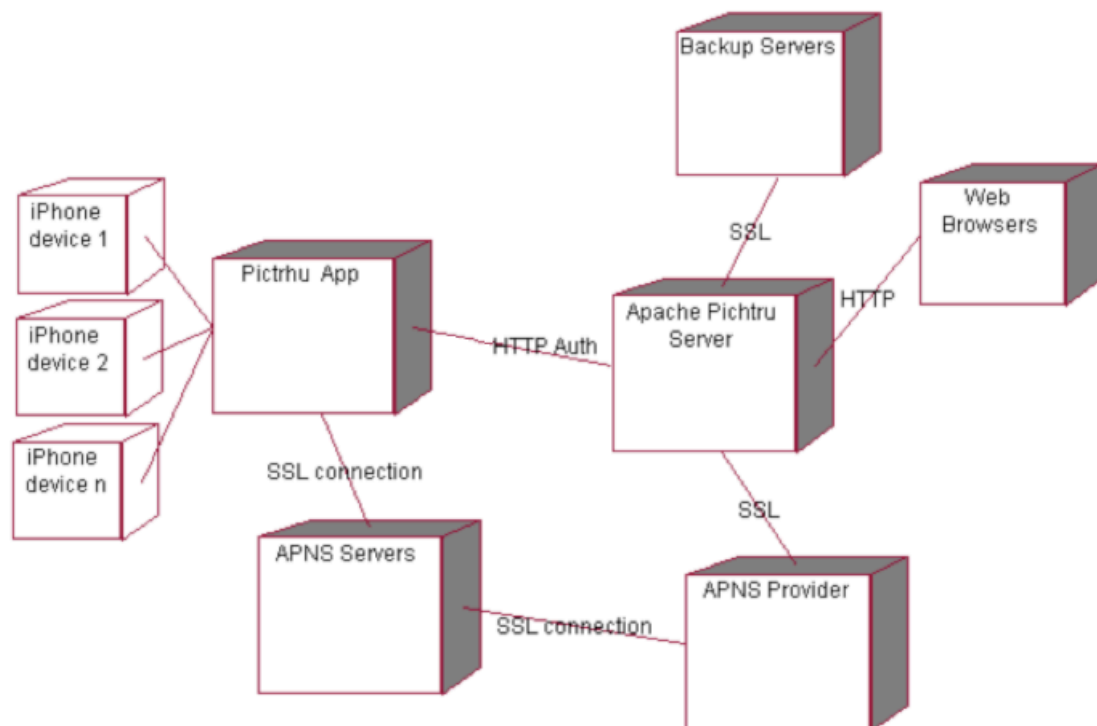 Backup Servers
iPhone
device 1
Web
Browsers
SSL
Pictrhu App
Apache Pichtru
Server
HTTP
iPhone
device 2
HTTP Auth
iPhone
device n
SSL connection
SSL
APNS Servers
APNS Provider
SSL connection